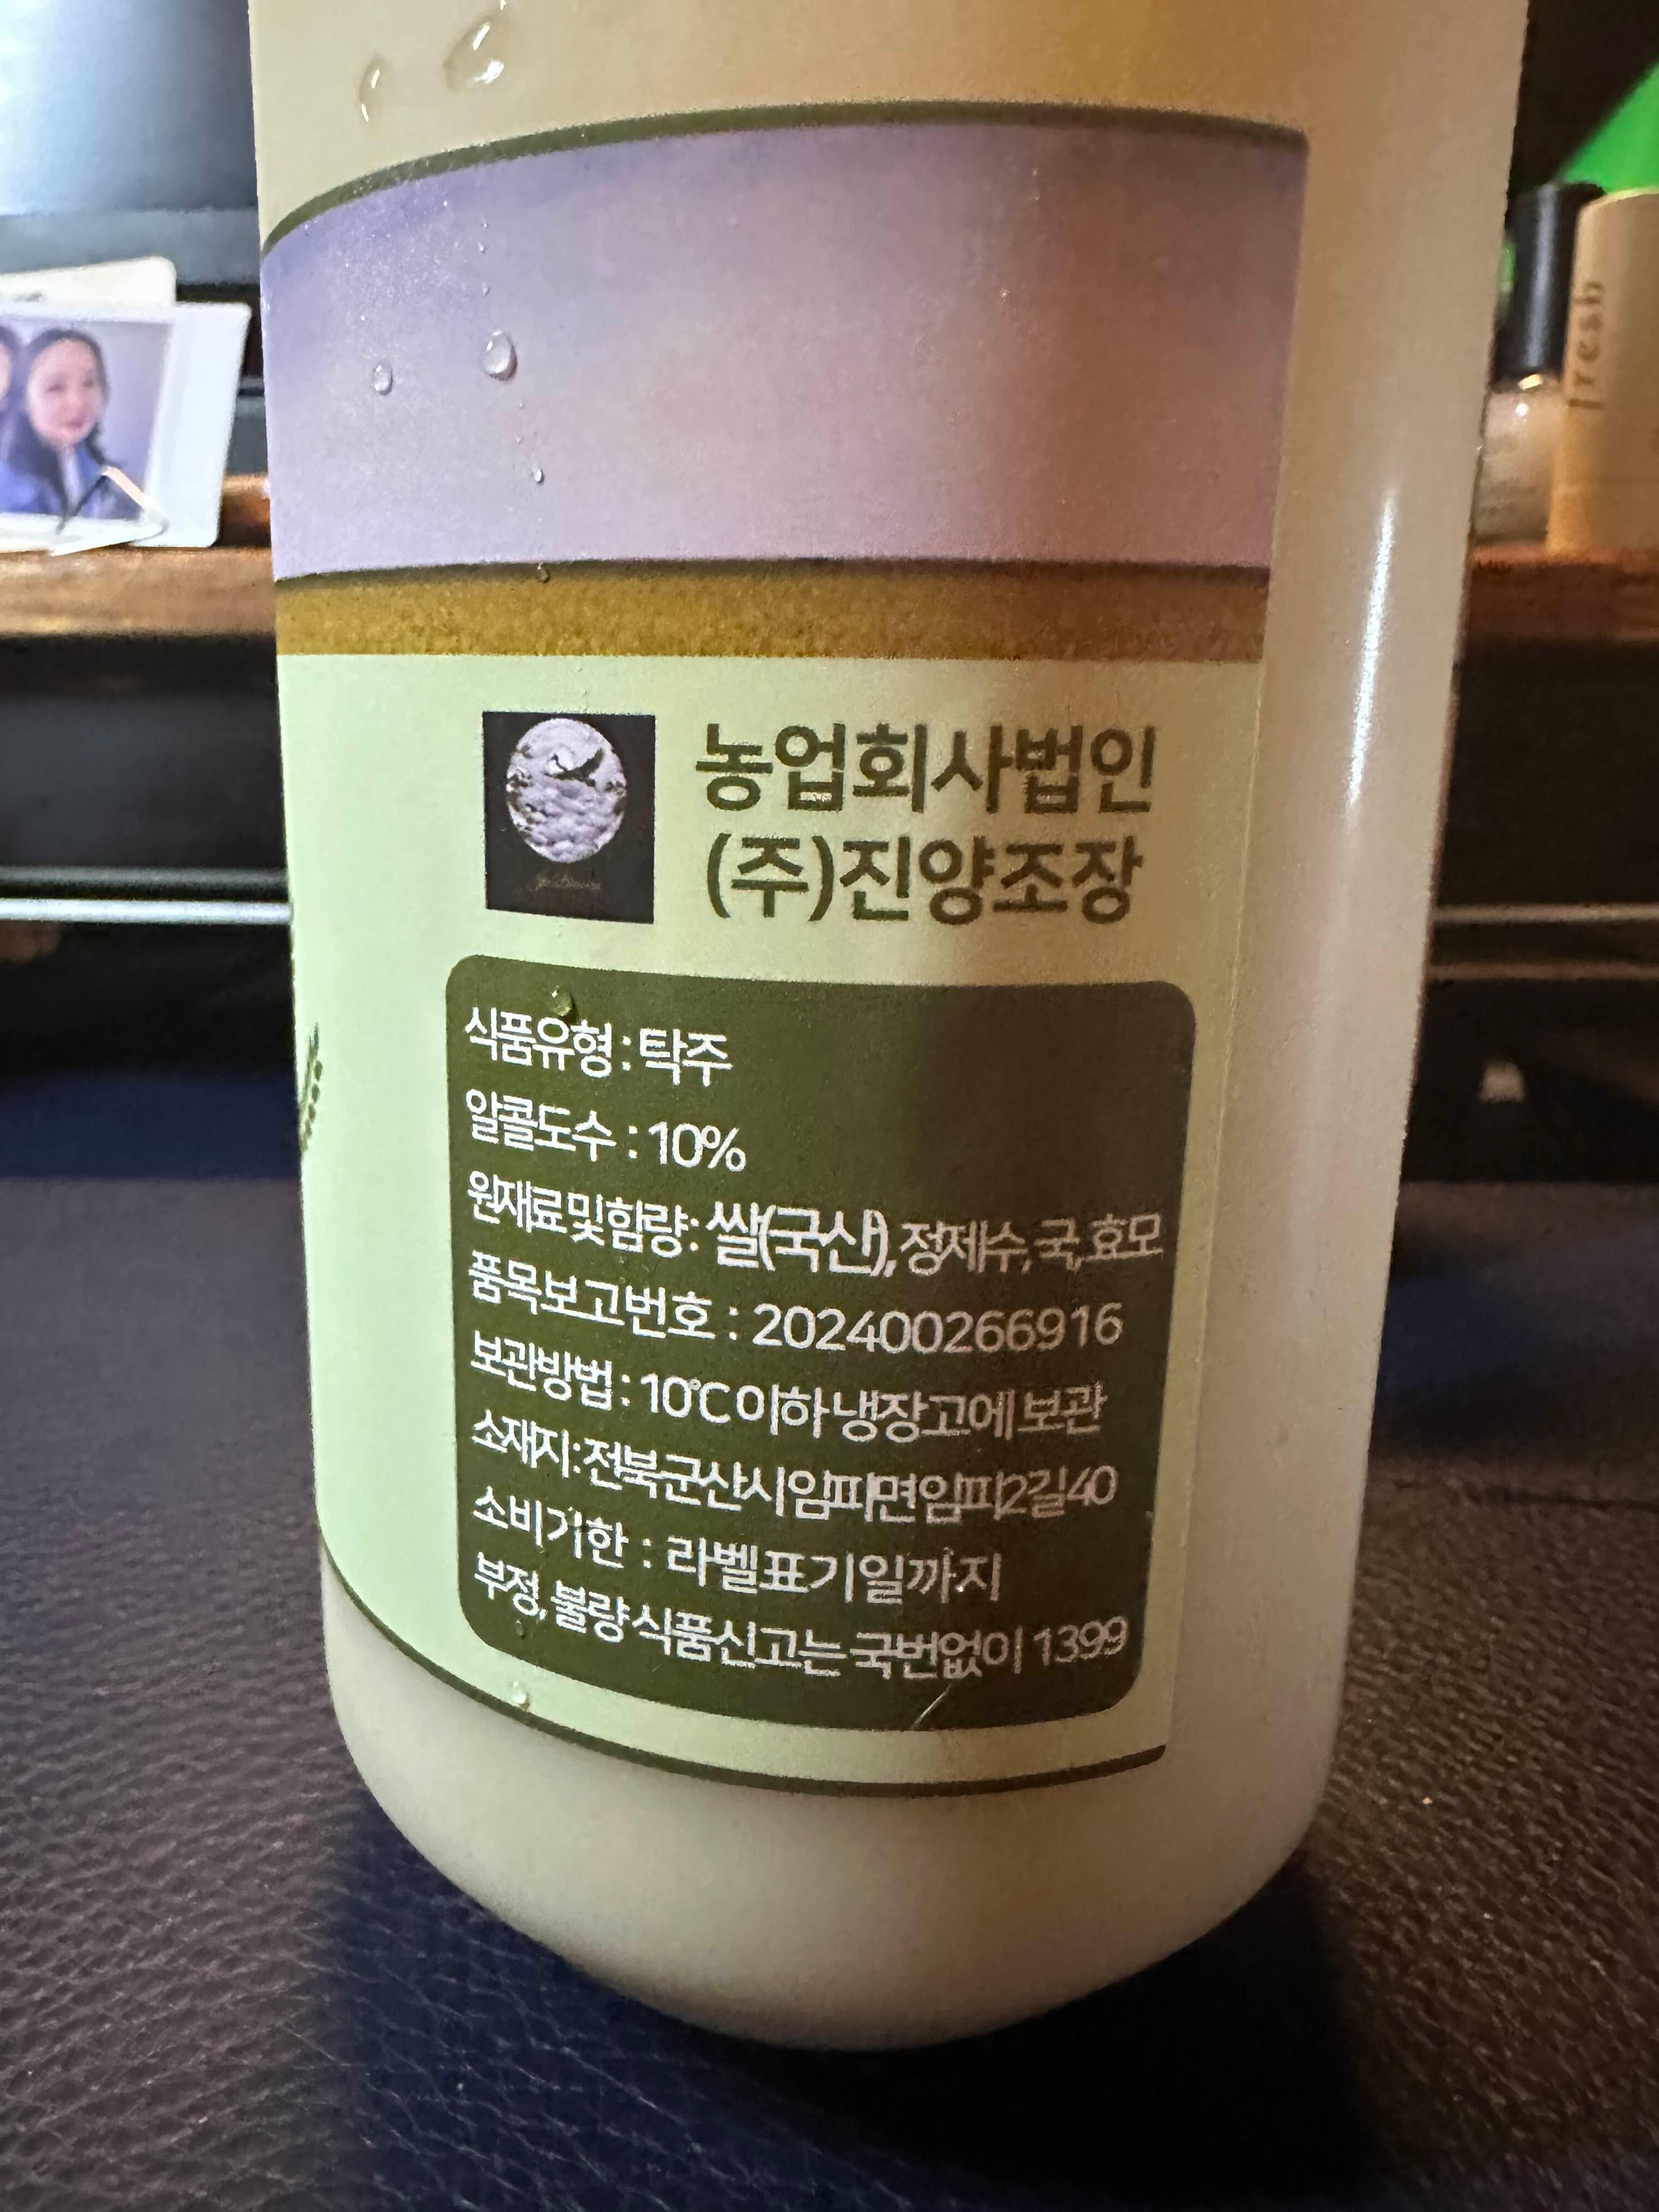 농업회사법인
(주)진양조장
식품유형 : 탁주
알콜도수 : 10%
원재료및힘량: 쌀(국산), 정제수,국,효모
품목보고번호 : 202400266916
보관방법 : 10℃이하 냉장고에 보관
소재지:전북군산시임피면임피2길40
소비기한 : 라벨표기일까지
부정, 불량 식품신고는 국번없이 1399
fresh